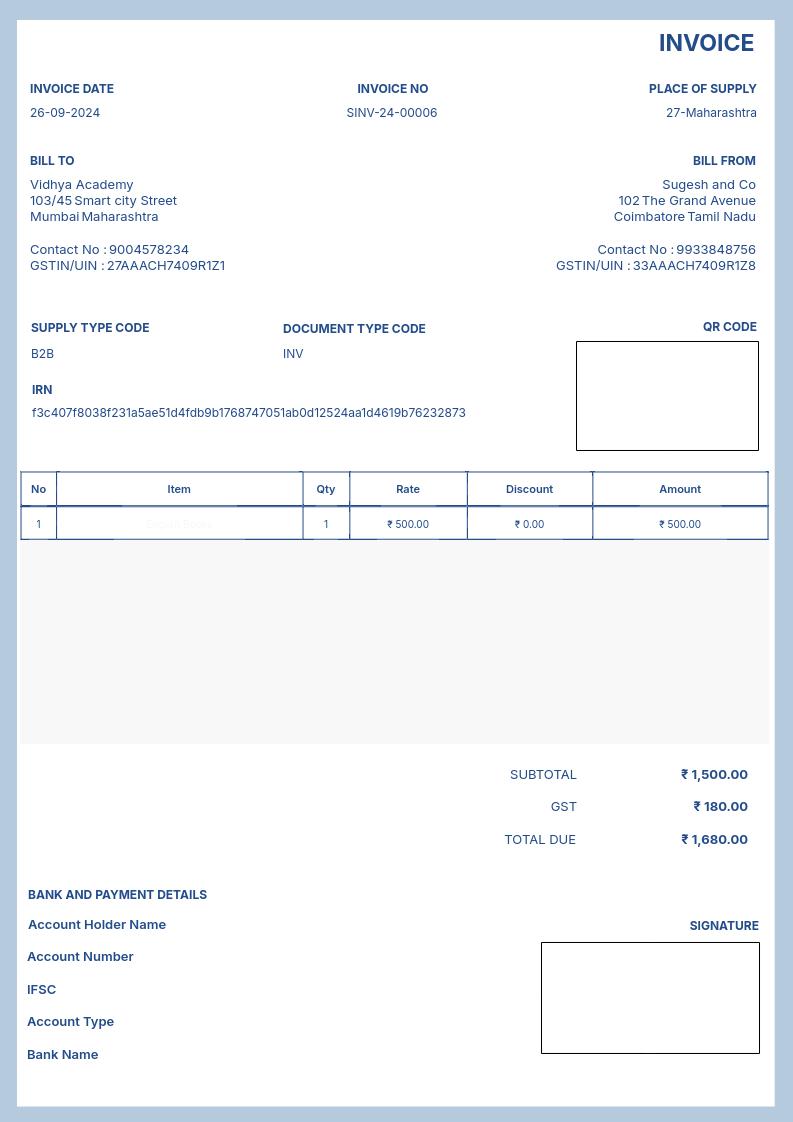 INVOICE
INVOICE DATE
INVOICE NO
PLACE OF SUPPLY
26-09-2024
SINV-24-00006
27-Maharashtra
BILL TO
BILL FROM
Vidhya Academy
Sugesh and Co
103/45 Smart city Street
102 The Grand Avenue
Mumbai Maharashtra
Coimbatore Tamil Nadu
Contact No : 9004578234
Contact No : 9933848756
GSTIN/UIN : 27AAACH7409R1Z1
GSTIN/UIN : 33AAACH7409R1Z8
SUPPLY TYPE CODE
DOCUMENT TYPE CODE
QR CODE
B2B
INV
IRN
f3c407f8038f231a5ae51d4fdb9b1768747051ab0d12524aa1d4619b76232873
No Item Qty Rate Discount Amount
1 1 ₹ 500.00 ₹ 0.00 ₹ 500.00
SUBTOTAL ₹ 1,500.00
GST ₹ 180.00
TOTAL DUE ₹ 1,680.00
BANK AND PAYMENT DETAILS
Account Holder Name
SIGNATURE
Account Number
IFSC
Account Type
Bank Name